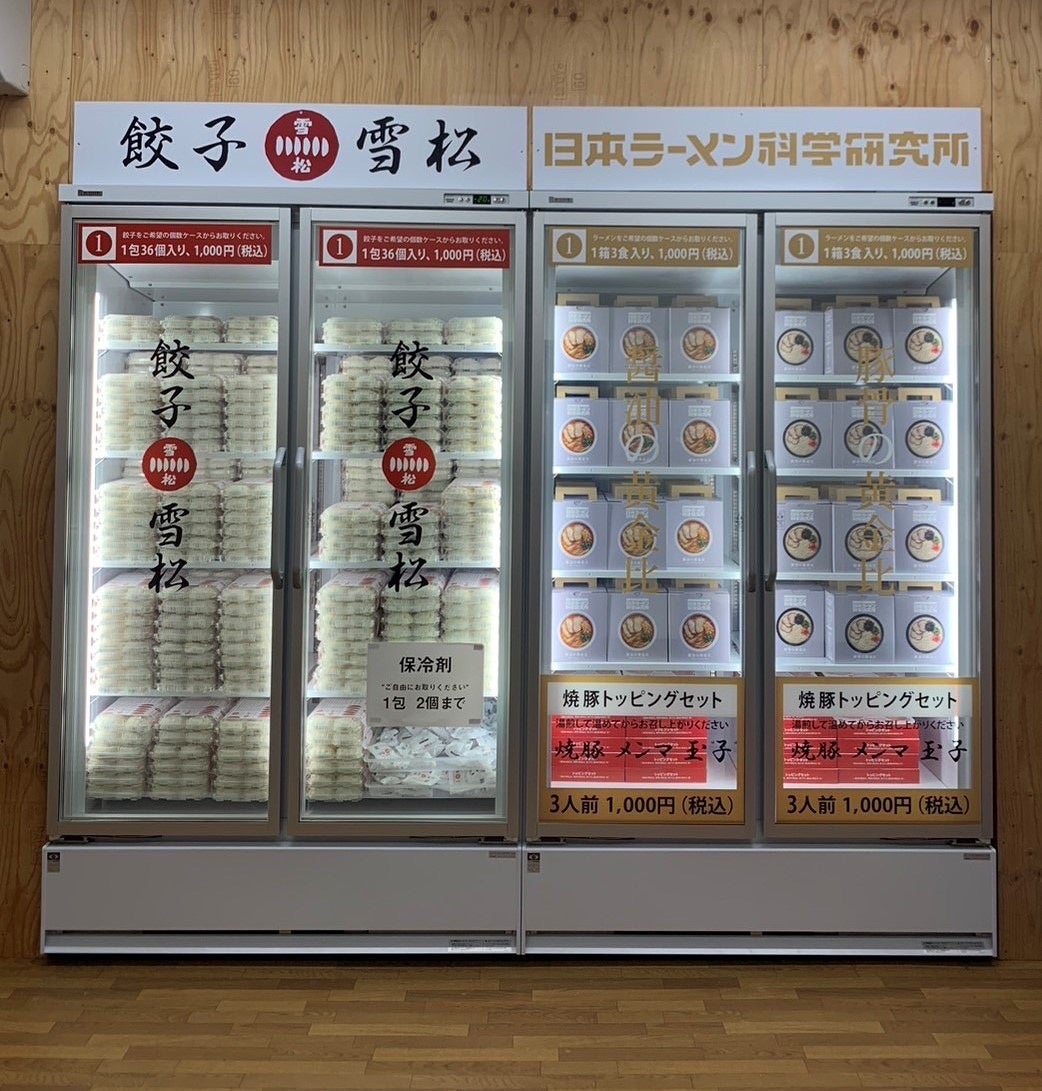 餃子 雪松 雪松
日本ラーメン科学研究所
1 餃子をご希望の個数ケースからお取りください。
1包36個入り、1,000円(税込)
1 餃子をご希望の個数ケースからお取りください。
1包36個入り、1,000円(税込)
1 ラーメンをご希望の個数ケースからお取りください。
1箱3食入り、1,000円(税込)
1 ラーメンをご希望の個数ケースからお取りください。
1箱3食入り、1,000円(税込)
餃子 雪松 雪松
餃子 雪松 雪松
醤油の黄金比
豚骨の黄金比
保冷剤
"ご自由にお取りください"
1包 2個まで
焼豚トッピングセット
湯煎して温めてからお召し上がりください
焼豚 メンマ 玉子
3人前 1,000円(税込)
焼豚トッピングセット
湯煎して温めてからお召し上がりください
焼豚 メンマ 玉子
3人前 1,000円(税込)